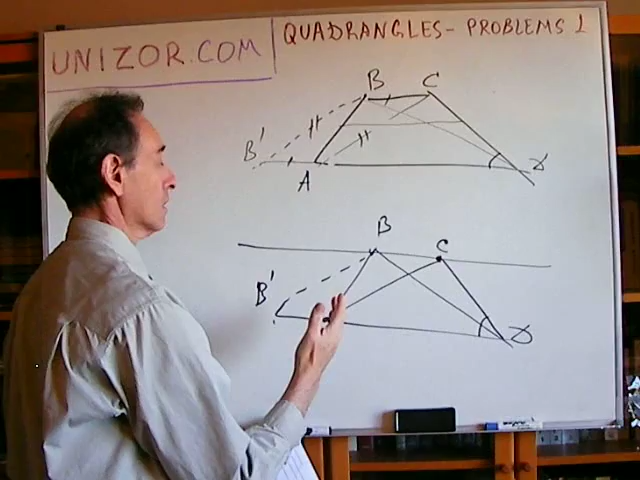 UNIZOR.COM
QUADRANGLES - PROBLEMS 1
B C
B'
A D
B C
B'
D